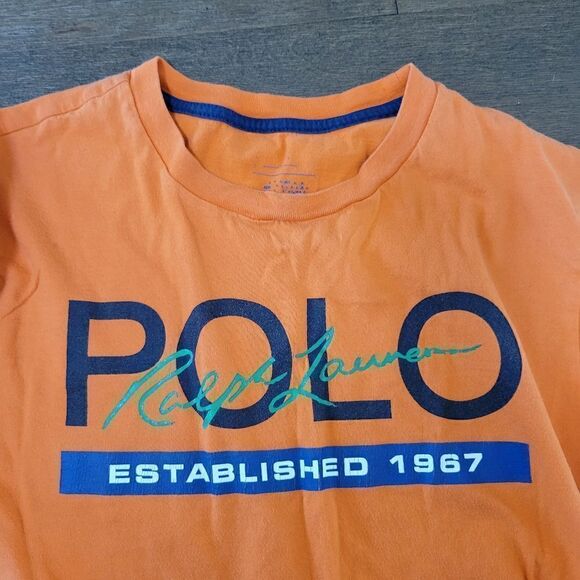 POLO
Ralph Lauren
ESTABLISHED 1967